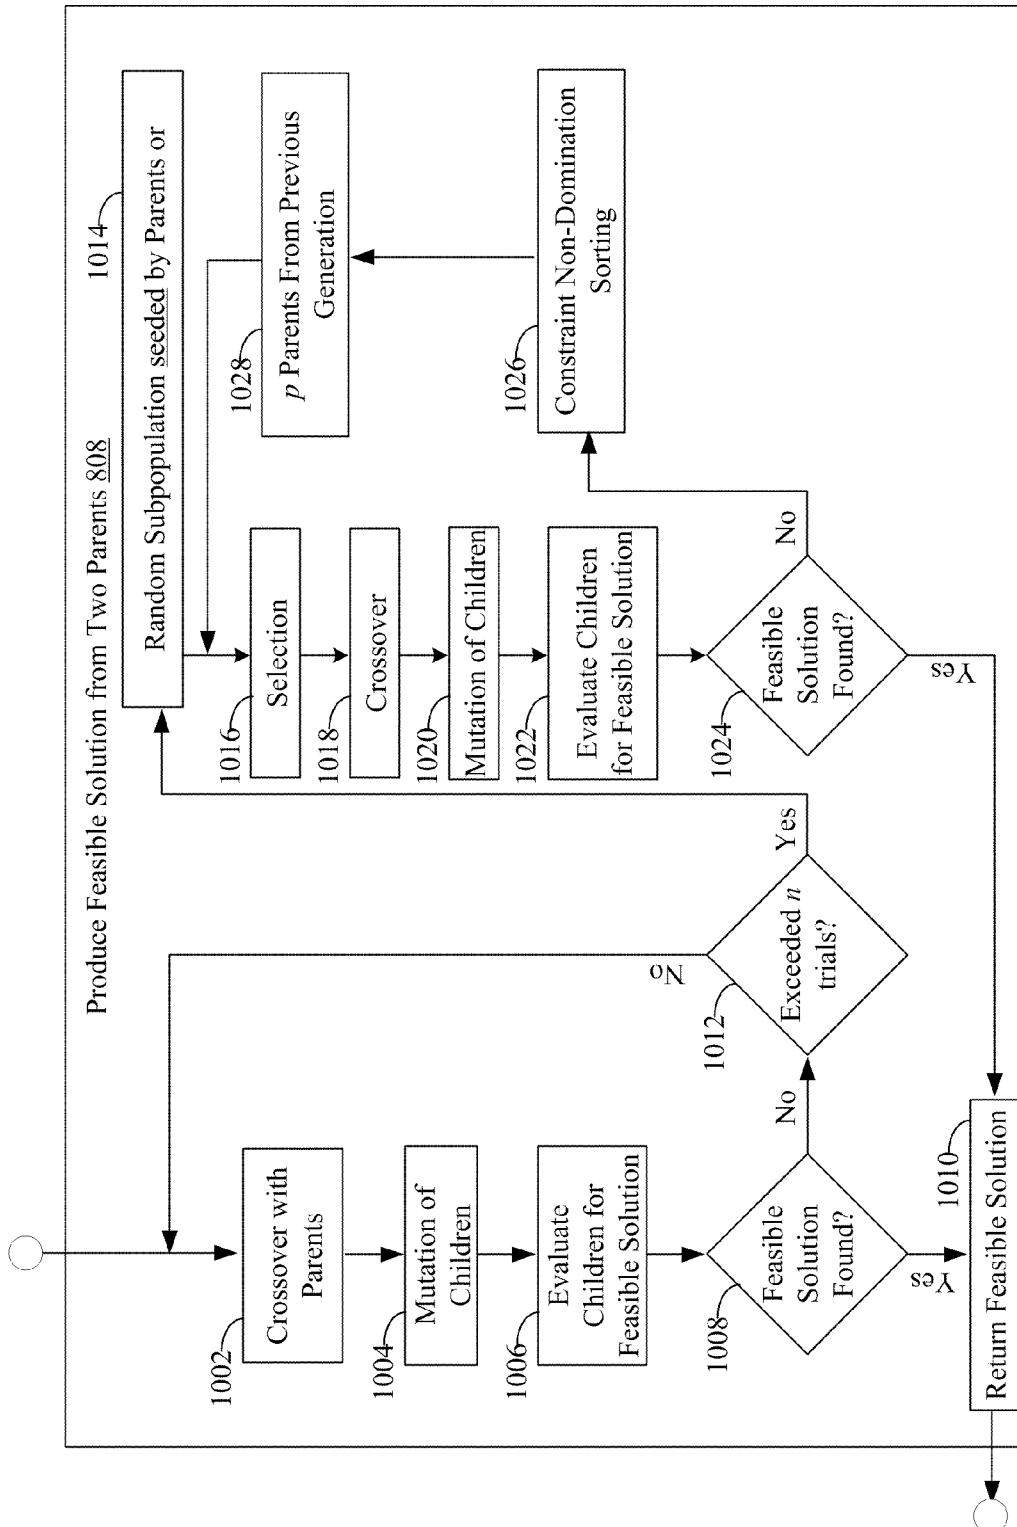 Produce Feasible Solution from Two Parents 808
1002
Crossover with
Parents
1004
Mutation of
Children
1006
Evaluate
Children for
Feasible Solution
1008
Feasible
Solution
Found?
No
Yes
1010
Return Feasible Solution
1012
Exceeded n
trials?
No
Yes
1014
Random Subpopulation seeded by Parents or
1016
Selection
1018
Crossover
1020
Mutation of Children
1022
Evaluate Children
for Feasible Solution
1024
Feasible
Solution
Found?
No
Yes
1026
Constraint Non-Domination
Sorting
1028
p Parents From Previous
Generation